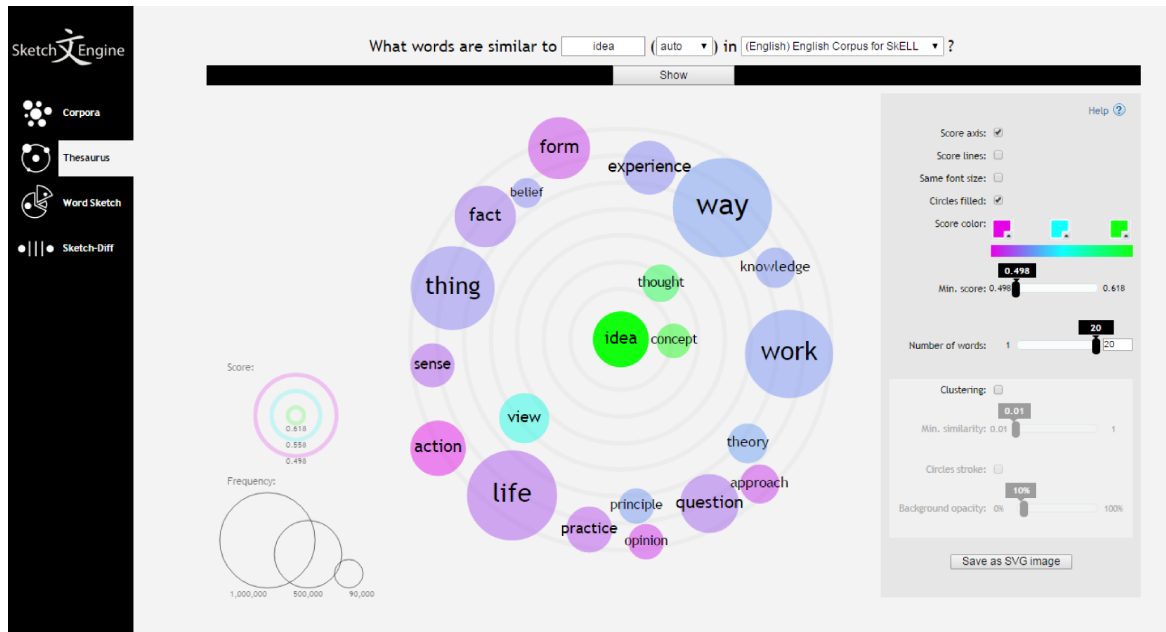 Sketch 文 Engine
What words are similar to idea ( auto ) in (English) English Corpus for SkELL ?
Show
Corpora
Thesaurus
Word Sketch
Sketch-Diff
form
experience
belief
way
fact
knowledge
thought
thing
idea
concept
work
sense
view
action
theory
life
approach
principle
question
practice
opinion
Score:
0.618
0.558
0.498
Frequency:
1,000,000 500,000 90,000
Help ?
Score axis:
Score lines:
Same font size:
Circles filled:
Score color:
0.498
Min. score: 0.498 0.618
20
Number of words: 1 20
Clustering:
0.01
Min. similarity: 0.01 1
Circles stroke:
10%
Background opacity: 0% 100%
Save as SVG image